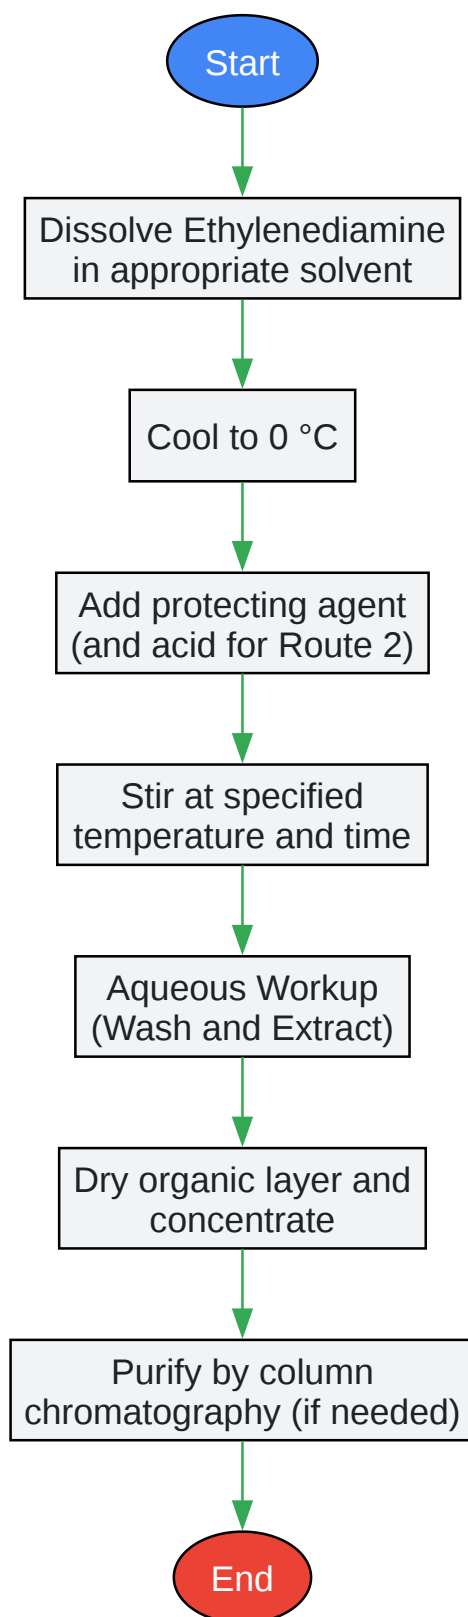 Start
Dissolve Ethylenediamine
in appropriate solvent
Cool to 0 °C
Add protecting agent
(and acid for Route 2)
Stir at specified
temperature and time
Aqueous Workup
(Wash and Extract)
Dry organic layer and
concentrate
Purify by column
chromatography (if needed)
End